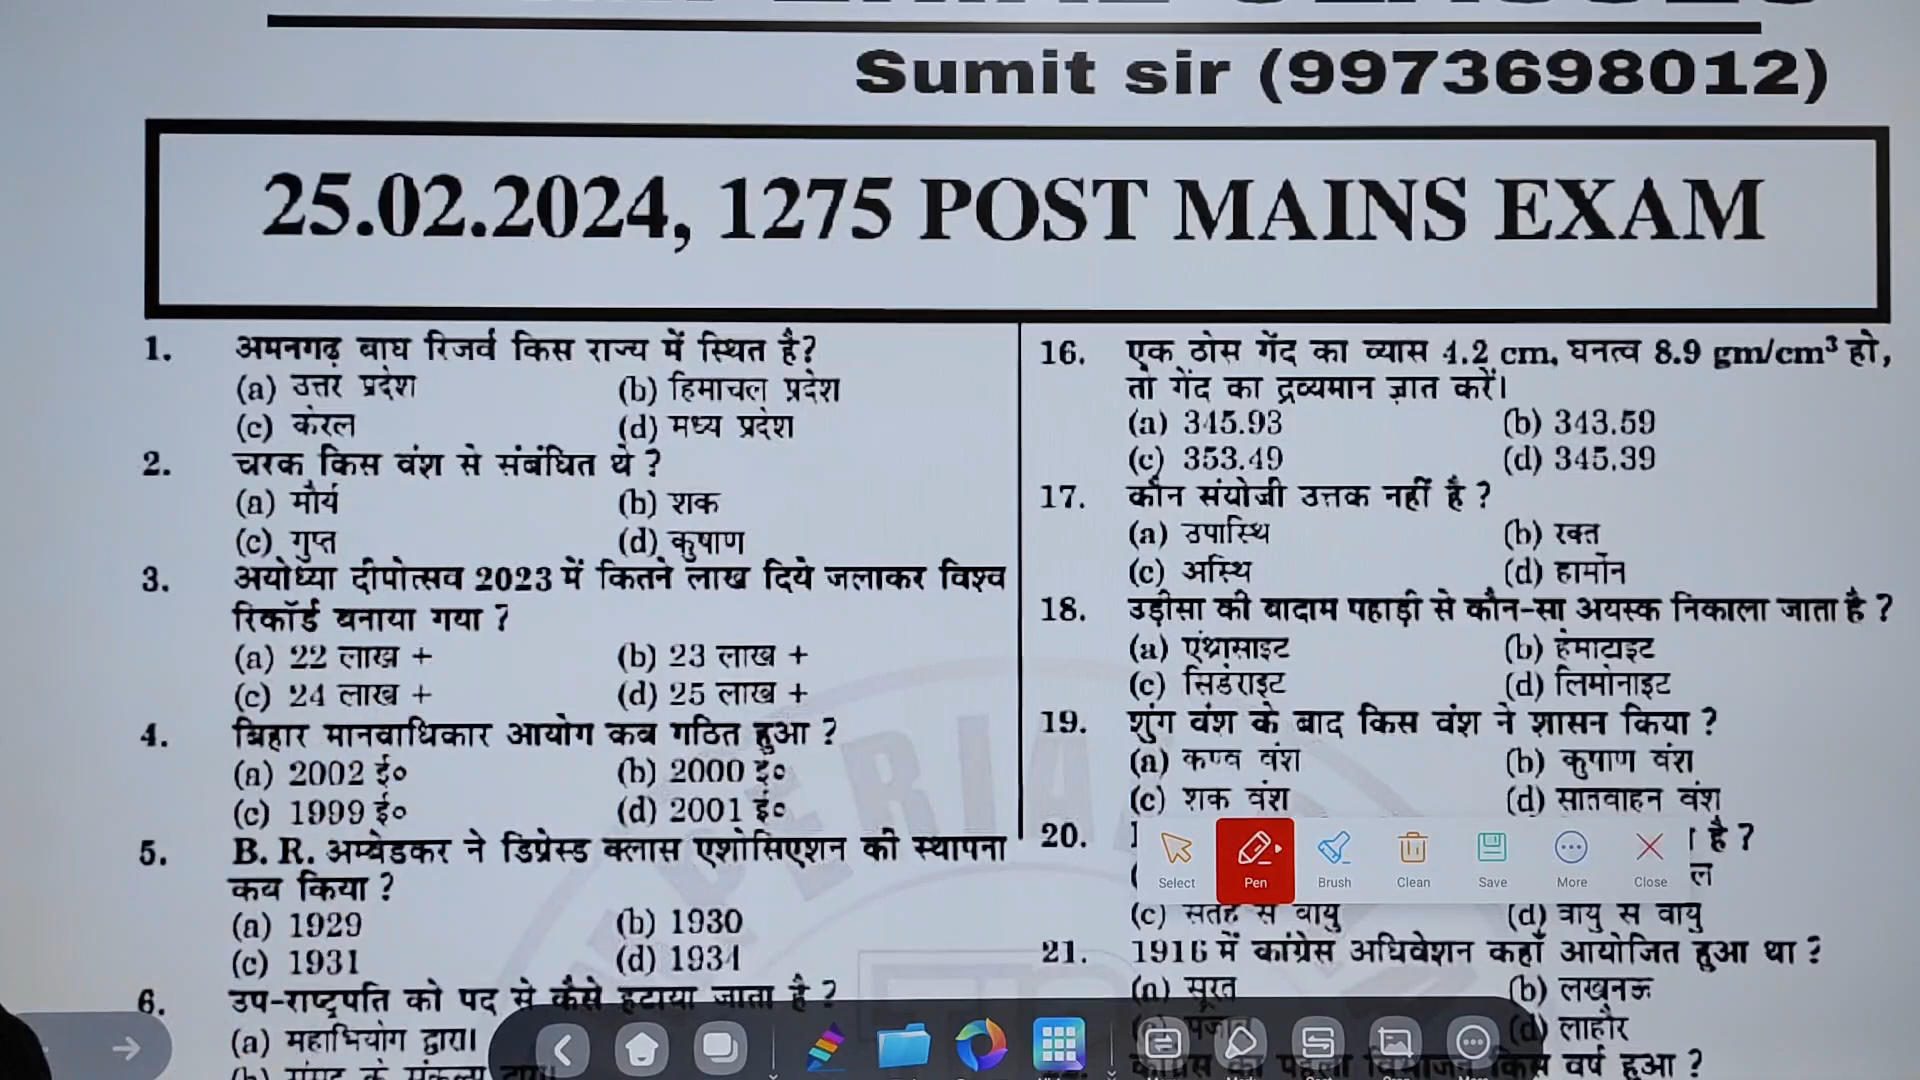 Sumit sir (9973698012)
25.02.2024, 1275 POST MAINS EXAM
1. अमनगढ़ बाघ रिजर्व किस राज्य में स्थित है?
(a) उत्तर प्रदेश (b) हिमाचल प्रदेश
(c) केरल (d) मध्य प्रदेश
2. चरक किस वंश से संबंधित थे ?
(a) मौर्य (b) शक
(c) गुप्त (d) कुषाण
3. अयोध्या दीपोत्सव 2023 में कितने लाख दिये जलाकर विश्व
रिकॉर्ड बनाया गया ?
(a) 22 लाख + (b) 23 लाख +
(c) 24 लाख + (d) 25 लाख +
4. बिहार मानवाधिकार आयोग कब गठित हुआ ?
(a) 2002 ई० (b) 2000 ई०
(c) 1999 ई० (d) 2001 ई०
5. B. R. अम्बेडकर ने डिप्रेस्ड क्लास एशोसिएशन की स्थापना
कब किया ?
(a) 1929 (b) 1930
(c) 1931 (d) 1934
6. उप-राष्ट्रपति को पद से कैसे हटाया जाता है ?
(a) महाभियोग द्वारा।
16. एक ठोस गेंद का व्यास 4.2 cm, घनत्व 8.9 gm/cm³ हो,
तो गेंद का द्रव्यमान ज्ञात करें।
(a) 345.93 (b) 343.59
(c) 353.49 (d) 345.39
17. कौन संयोजी उत्तक नहीं है ?
(a) उपास्थि (b) रक्त
(c) अस्थि (d) हार्मोन
18. उड़ीसा की बादाम पहाड़ी से कौन-सा अयस्क निकाला जाता है ?
(a) एंथ्रासाइट (b) हेमाटाइट
(c) सिडेराइट (d) लिमोनाइट
19. शुंग वंश के बाद किस वंश ने शासन किया ?
(a) कण्व वंश (b) कुषाण वंश
(c) शक वंश (d) सातवाहन वंश
20. है ?
Select Pen Brush Clean Save More Close
(c) सतह से वायु (d) वायु से वायु
21. 1916 में कांग्रेस अधिवेशन कहाँ आयोजित हुआ था ?
(a) सूरत (b) लखनऊ
(d) लाहौर
कांग्रेस का पहला विभाजन किस वर्ष हुआ ?